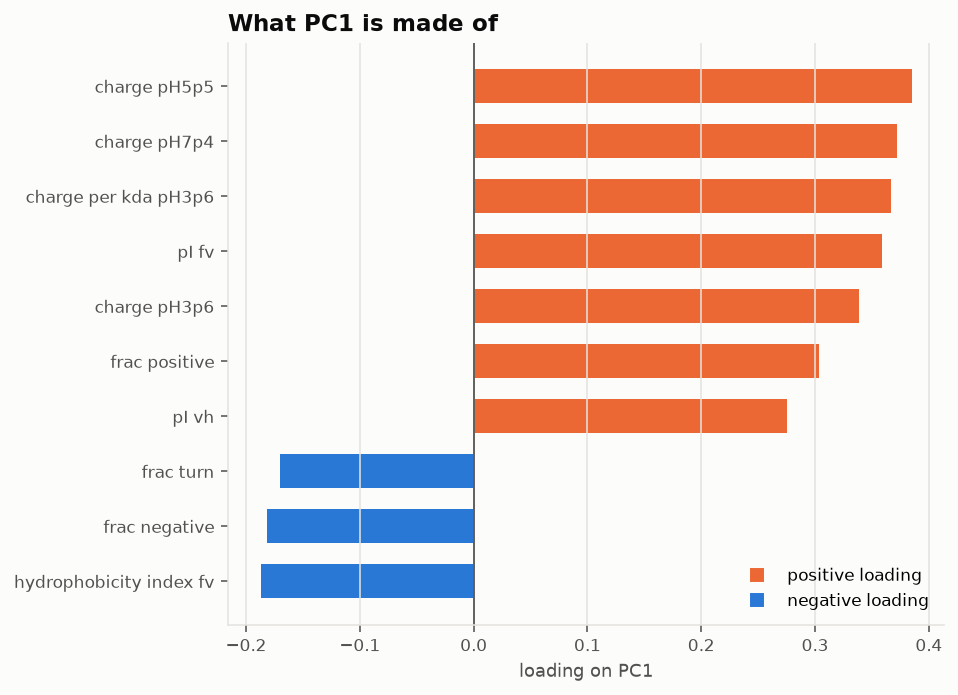 What PC1 is made of
charge pH5p5
charge pH7p4
charge per kda pH3p6
pI fv
charge pH3p6
frac positive
pI vh
frac turn
frac negative
hydrophobicity index fv
positive loading
negative loading
−0.2 −0.1 0.0 0.1 0.2 0.3 0.4
loading on PC1